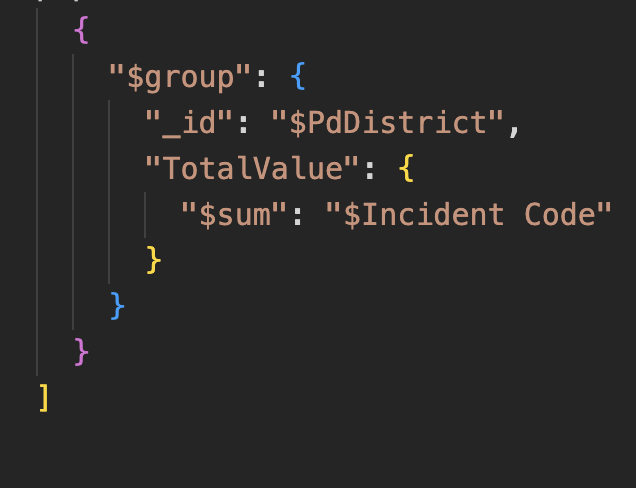 {
"$group": {
"_id": "$PdDistrict",
"TotalValue": {
"$sum": "$Incident Code"
}
}
}
]